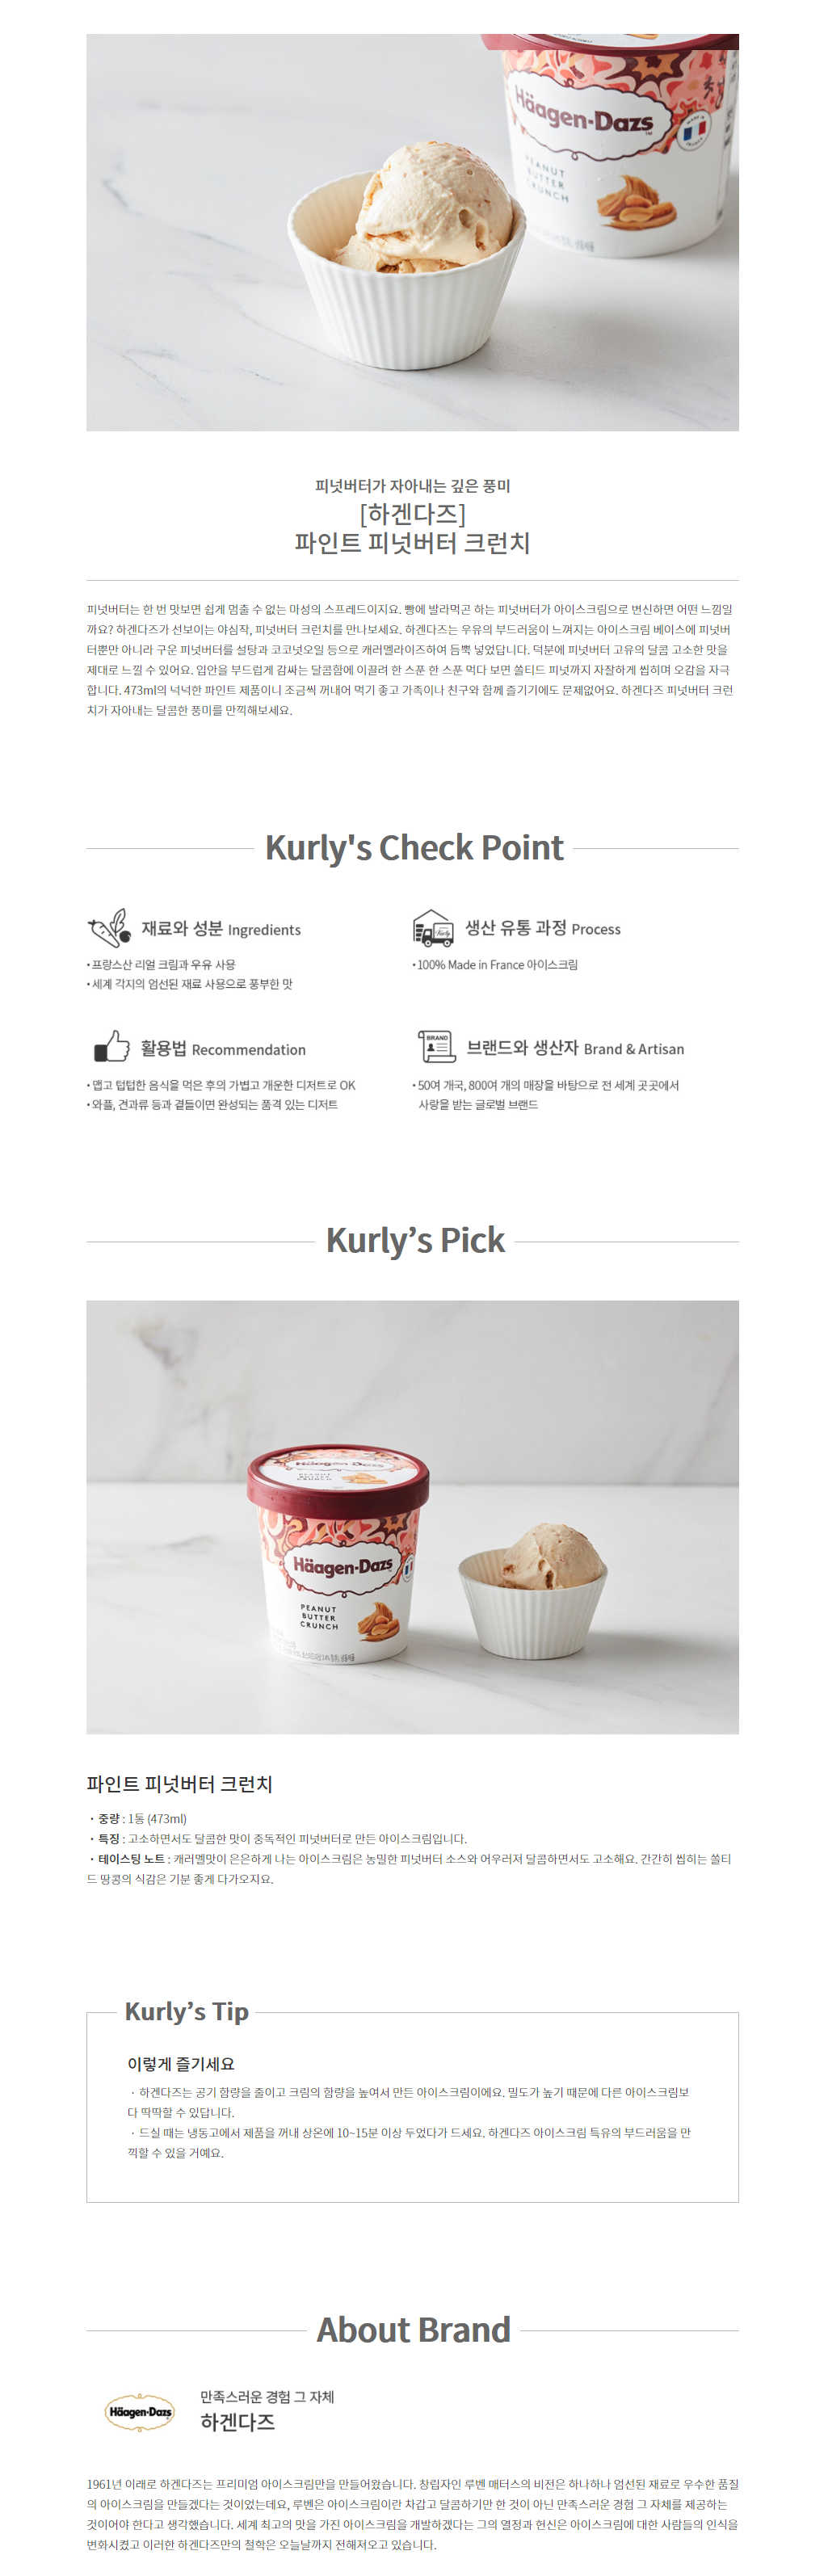 Häagen-Dazs
MADE IN FRANCE
PEANUT
BUTTER
CRUNCH
피넛버터가 자아내는 깊은 풍미
[하겐다즈]
파인트 피넛버터 크런치
피넛버터는 한 번 맛보면 쉽게 멈출 수 없는 마성의 스프레드이지요. 빵에 발라먹곤 하는 피넛버터가 아이스크림으로 변신하면 어떤 느낌일
까요? 하겐다즈가 선보이는 야심작, 피넛버터 크런치를 만나보세요. 하겐다즈는 우유의 부드러움이 느껴지는 아이스크림 베이스에 피넛버
터뿐만 아니라 구운 피넛버터를 설탕과 코코넛오일 등으로 캐러멜라이즈하여 듬뿍 넣었답니다. 덕분에 피넛버터 고유의 달콤 고소한 맛을
제대로 느낄 수 있어요. 입안을 부드럽게 감싸는 달콤함에 이끌려 한 스푼 한 스푼 먹다 보면 쏠티드 피넛까지 자잘하게 씹히며 오감을 자극
합니다. 473ml의 넉넉한 파인트 제품이니 조금씩 꺼내어 먹기 좋고 가족이나 친구와 함께 즐기기에도 문제없어요. 하겐다즈 피넛버터 크런
치가 자아내는 달콤한 풍미를 만끽해보세요.
Kurly's Check Point
재료와 성분 Ingredients
• 프랑스산 리얼 크림과 우유 사용
• 세계 각지의 엄선된 재료 사용으로 풍부한 맛
생산 유통 과정 Process
• 100% Made in France 아이스크림
활용법 Recommendation
• 맵고 텁텁한 음식을 먹은 후의 가볍고 개운한 디저트로 OK
• 와플, 견과류 등과 곁들이면 완성되는 품격 있는 디저트
BRAND
브랜드와 생산자 Brand & Artisan
• 50여 개국, 800여 개의 매장을 바탕으로 전 세계 곳곳에서
사랑을 받는 글로벌 브랜드
Kurly’s Pick
Häagen-Dazs
PEANUT
BUTTER
CRUNCH
파인트 피넛버터 크런치
· 중량 : 1통 (473ml)
· 특징 : 고소하면서도 달콤한 맛이 중독적인 피넛버터로 만든 아이스크림입니다.
· 테이스팅 노트 : 캐러멜맛이 은은하게 나는 아이스크림은 농밀한 피넛버터 소스와 어우러져 달콤하면서도 고소해요. 간간히 씹히는 쏠티
드 땅콩의 식감은 기분 좋게 다가오지요.
Kurly’s Tip
이렇게 즐기세요
· 하겐다즈는 공기 함량을 줄이고 크림의 함량을 높여서 만든 아이스크림이에요. 밀도가 높기 때문에 다른 아이스크림보
다 딱딱할 수 있답니다.
· 드실 때는 냉동고에서 제품을 꺼내 상온에 10~15분 이상 두었다가 드세요. 하겐다즈 아이스크림 특유의 부드러움을 만
끽할 수 있을 거예요.
About Brand
Häagen-Dazs
만족스러운 경험 그 자체
하겐다즈
1961년 이래로 하겐다즈는 프리미엄 아이스크림만을 만들어왔습니다. 창립자인 루벤 매터스의 비전은 하나하나 엄선된 재료로 우수한 품질
의 아이스크림을 만들겠다는 것이었는데요, 루벤은 아이스크림이란 차갑고 달콤하기만 한 것이 아닌 만족스러운 경험 그 자체를 제공하는
것이어야 한다고 생각했습니다. 세계 최고의 맛을 가진 아이스크림을 개발하겠다는 그의 열정과 헌신은 아이스크림에 대한 사람들의 인식을
변화시켰고 이러한 하겐다즈만의 철학은 오늘날까지 전해져오고 있습니다.